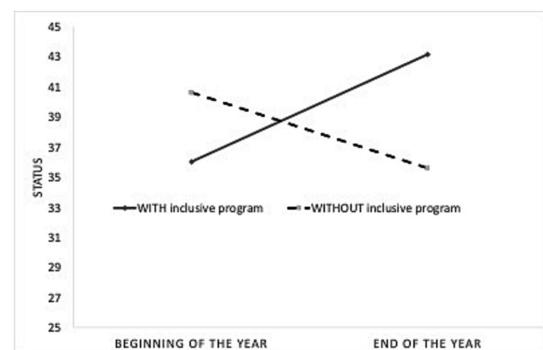 45
43
41
39
37
35
33
31
29
27
25
STATUS
WITH inclusive program
WITHOUT inclusive program
BEGINNING OF THE YEAR
END OF THE YEAR